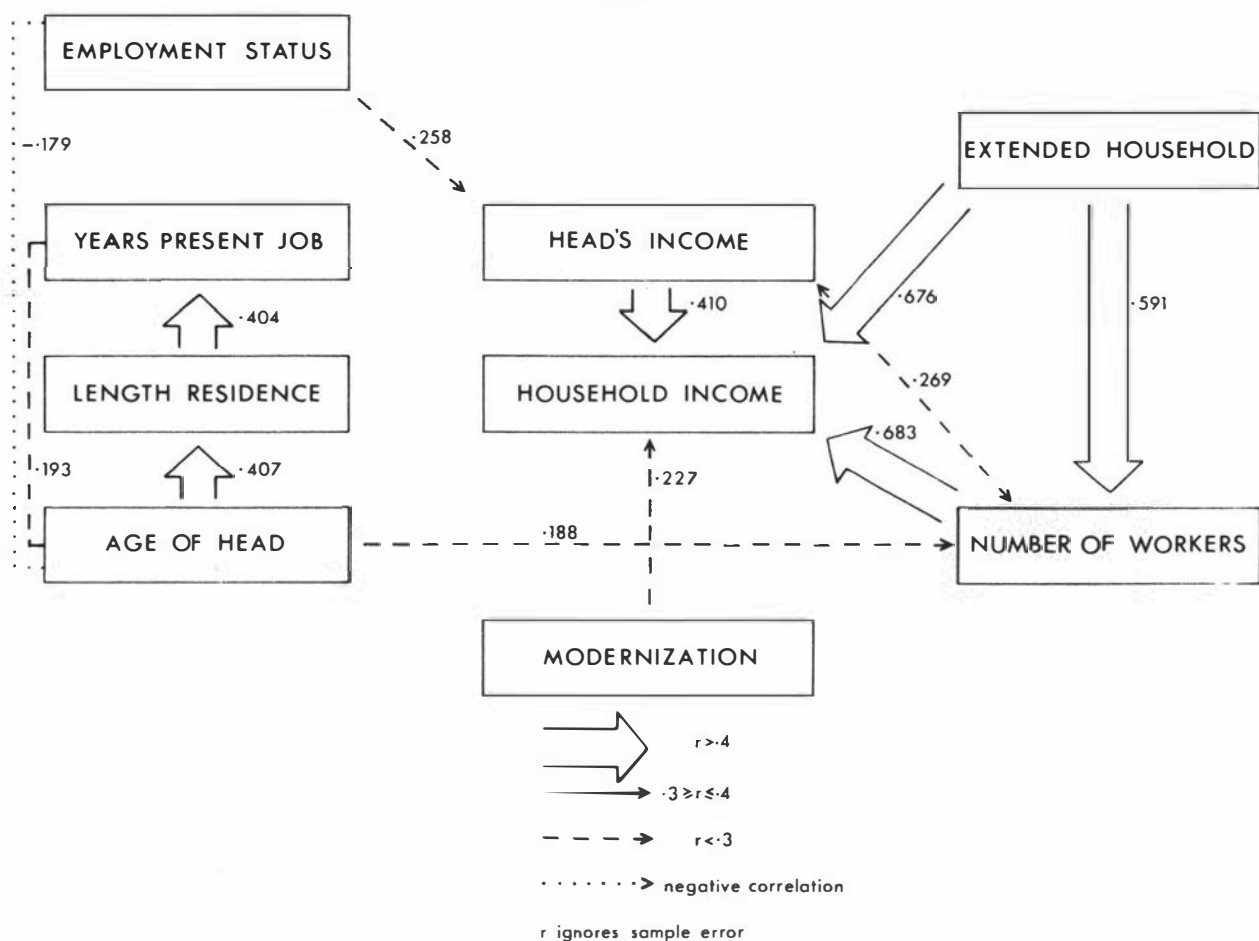 EMPLOYMENT STATUS
-·179
·258
EXTENDED HOUSEHOLD
YEARS PRESENT JOB
HEAD'S INCOME
·676
·591
·404
·410
LENGTH RESIDENCE
HOUSEHOLD INCOME
·269
·683
·193
·407
·227
AGE OF HEAD
·188
NUMBER OF WORKERS
MODERNIZATION
r>·4
·3≥r≤·4
r<·3
negative correlation
r ignores sample error